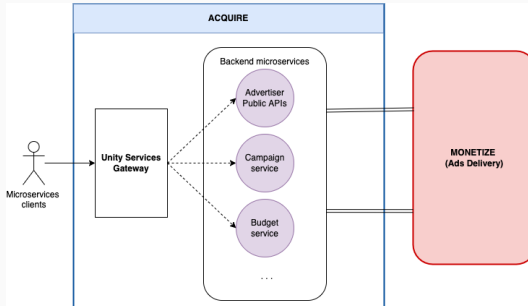 ACQUIRE
Backend microservices
Advertiser
Public APIs
Unity Services
Gateway
Campaign
service
Budget
service
. . .
Microservices
clients
MONETIZE
(Ads Delivery)